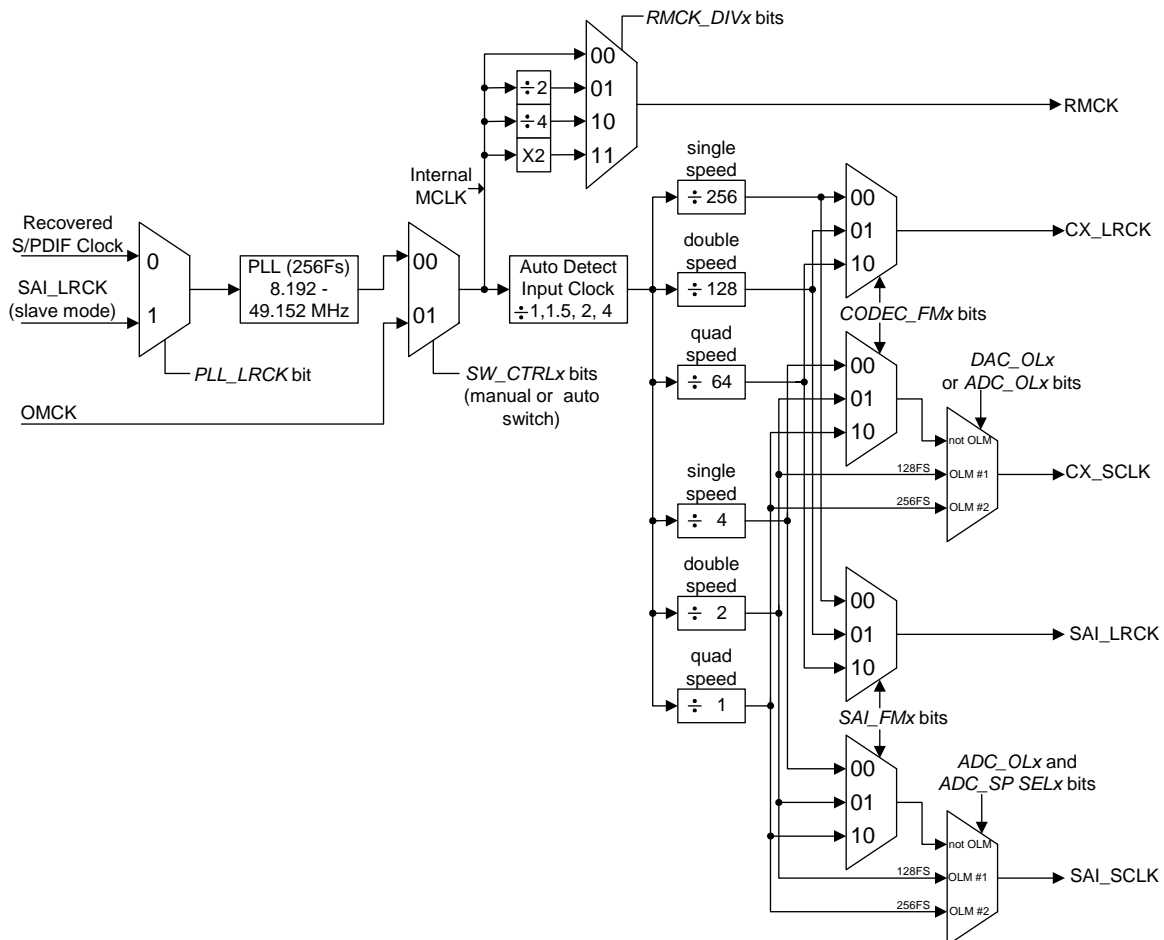 RMCK_DIVx bits
00
÷2
01
÷4
10
X2
11
RMCK
Internal
MCLK
single
speed
÷ 256
double
speed
÷ 128
quad
speed
÷ 64
00
01
10
CX_LRCK
Recovered
S/PDIF Clock
SAI_LRCK
(slave mode)
0
1
PLL (256Fs)
8.192 -
49.152 MHz
00
01
Auto Detect
Input Clock
÷1,1.5, 2, 4
PLL_LRCK bit
OMCK
SW_CTRLx bits
(manual or auto
switch)
CODEC_FMx bits
00
01
10
DAC_OLx
or ADC_OLx bits
not OLM
128FS
OLM #1
256FS
OLM #2
CX_SCLK
single
speed
÷ 4
double
speed
÷ 2
quad
speed
÷ 1
00
01
10
SAI_LRCK
SAI_FMx bits
00
01
10
ADC_OLx and
ADC_SP SELx bits
not OLM
128FS
OLM #1
256FS
OLM #2
SAI_SCLK